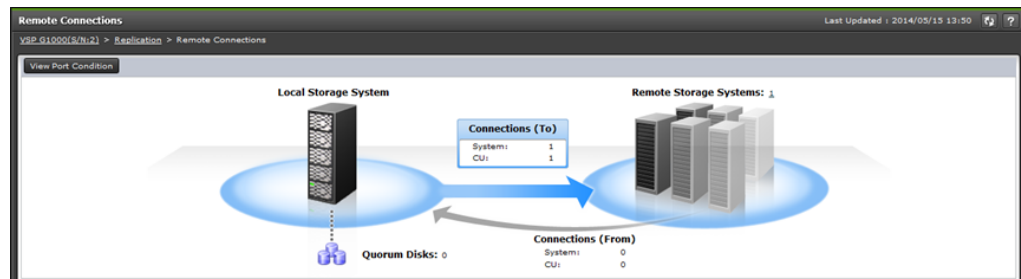 Remote Connections
Last Updated : 2014/05/15 13:50
?
VSP G1000(S/N:2) > Replication > Remote Connections
View Port Condition
Local Storage System
Remote Storage Systems: 1
Connections (To)
System: 1
CU: 1
Quorum Disks: 0
Connections (From)
System: 0
CU: 0